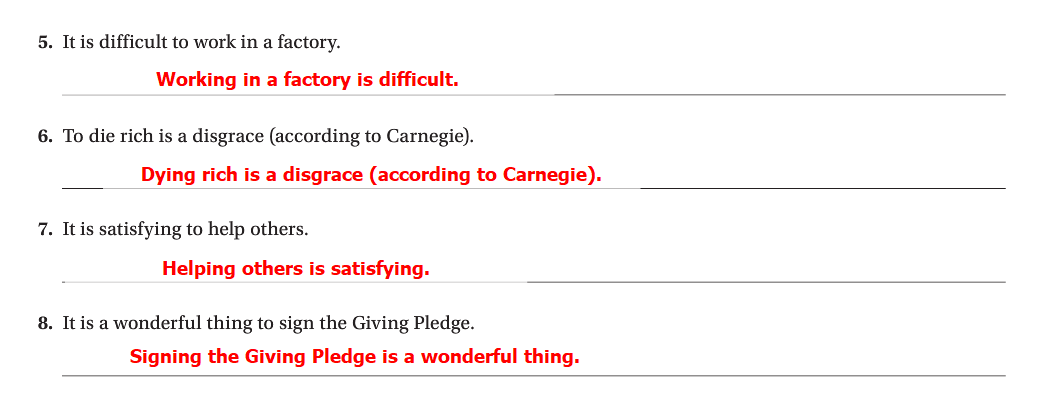 5. It is difficult to work in a factory.
Working in a factory is difficult.
6. To die rich is a disgrace (according to Carnegie).
Dying rich is a disgrace (according to Carnegie).
7. It is satisfying to help others.
Helping others is satisfying.
8. It is a wonderful thing to sign the Giving Pledge.
Signing the Giving Pledge is a wonderful thing.